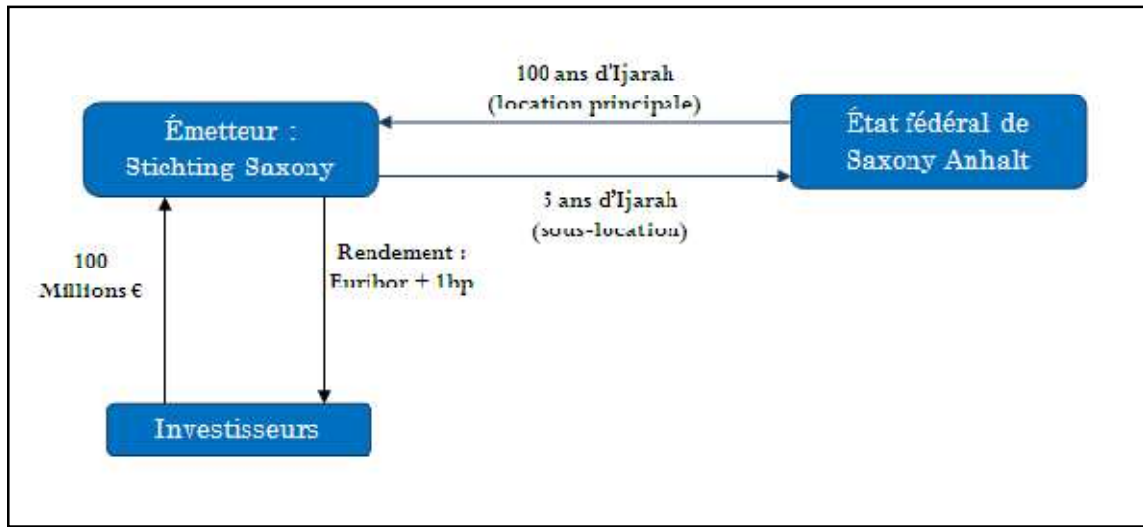 100 ans d'Ijarah
(location principale)
Émetteur :
Stichting Saxony
État fédéral de
Saxony Anhalt
5 ans d'Ijarah
(sous-location)
100
Millions €
Rendement :
Euribor + 1bp
Investisseurs